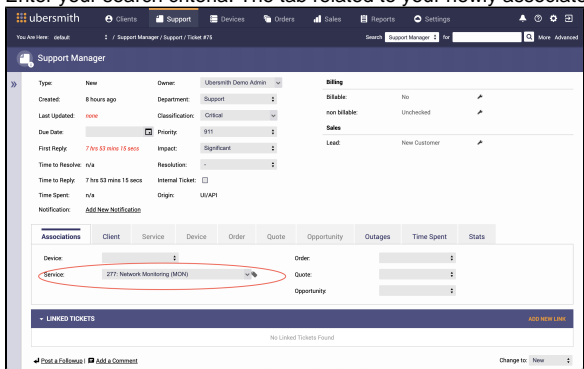 Enter your search criteria. The tab related to your newly associate
ubersmith Clients Support Devices Orders Sales Reports Settings
You Are Here: default / Support Manager / Support / Ticket #75 Search Support Manager for More Advanced
Support Manager
Type: New Owner: Ubersmith Demo Admin Billing
Created: 8 hours ago Department: Support Billable: No
Last Updated: none Classification: Critical non billable: Unchecked
Due Date: Priority: 911 Sales
First Reply: 7 hrs 53 mins 15 secs Impact: Significant Lead: New Customer
Time to Resolve: n/a Resolution: -
Time to Reply: 7 hrs 53 mins 15 secs Internal Ticket:
Time Spent: n/a Origin: UI/API
Notification: Add New Notification
Associations Client Service Device Order Quote Opportunity Outages Time Spent Stats
Device: Order:
Service: 277: Network Monitoring (MON) Quote:
Opportunity:
LINKED TICKETS ADD NEW LINK
No Linked Tickets Found
Post a Followup | Add a Comment Change to: New